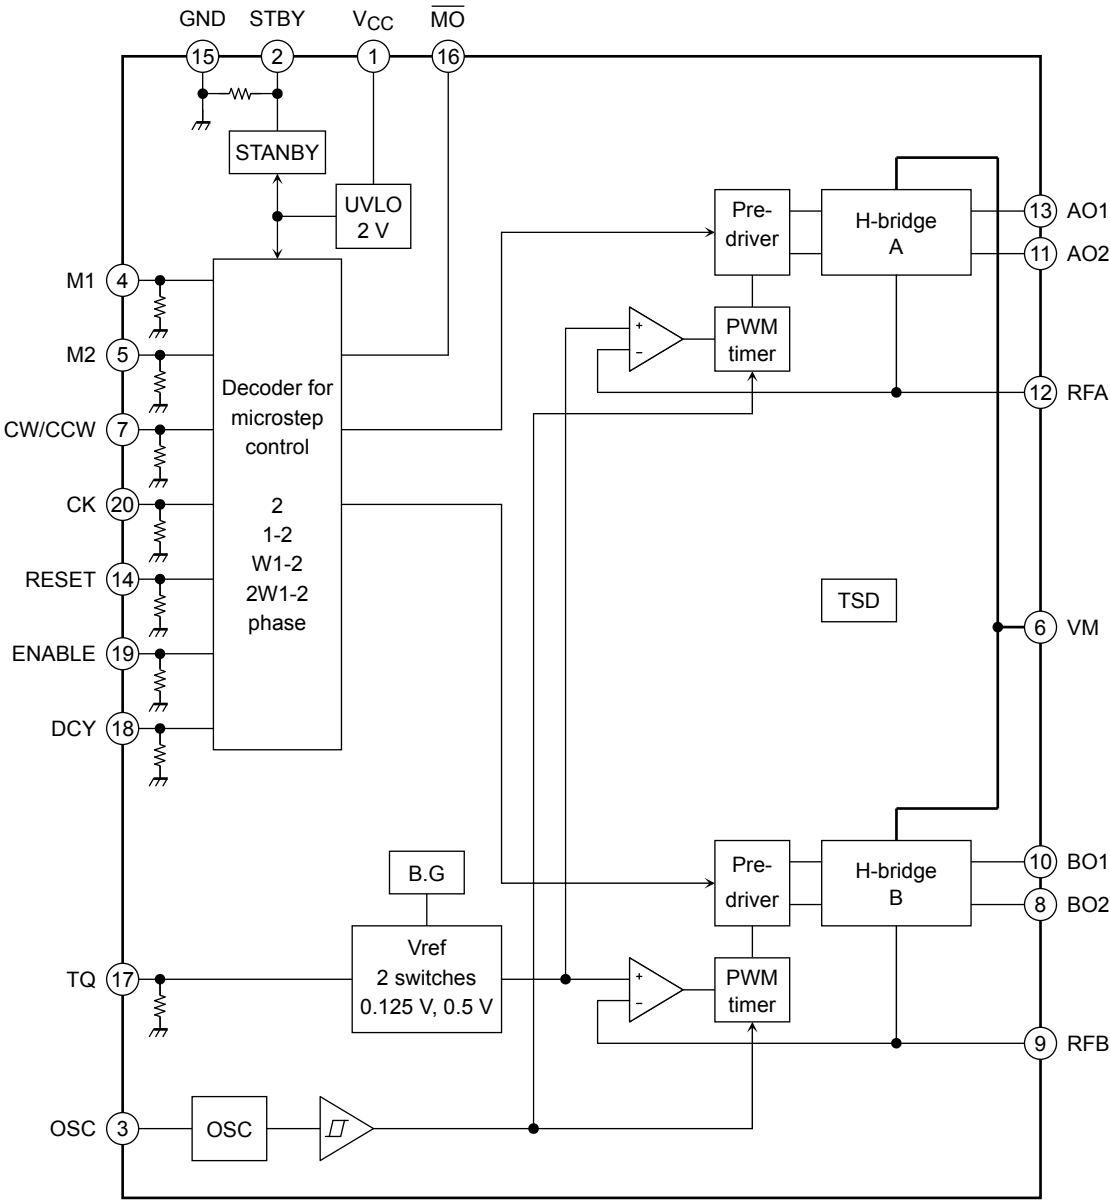 GND STBY VCC MO
15 2 1 16
STANBY
UVLO
2 V
Pre-
driver
H-bridge
A
13 AO1
11 AO2
M1 4
PWM
timer
+
−
M2 5
12 RFA
CW/CCW 7
Decoder for
microstep
control
2
1-2
W1-2
2W1-2
phase
CK 20
RESET 14
TSD
6 VM
ENABLE 19
DCY 18
B.G
Pre-
driver
H-bridge
B
10 BO1
8 BO2
TQ 17
Vref
2 switches
0.125 V, 0.5 V
+
−
PWM
timer
9 RFB
OSC 3
OSC